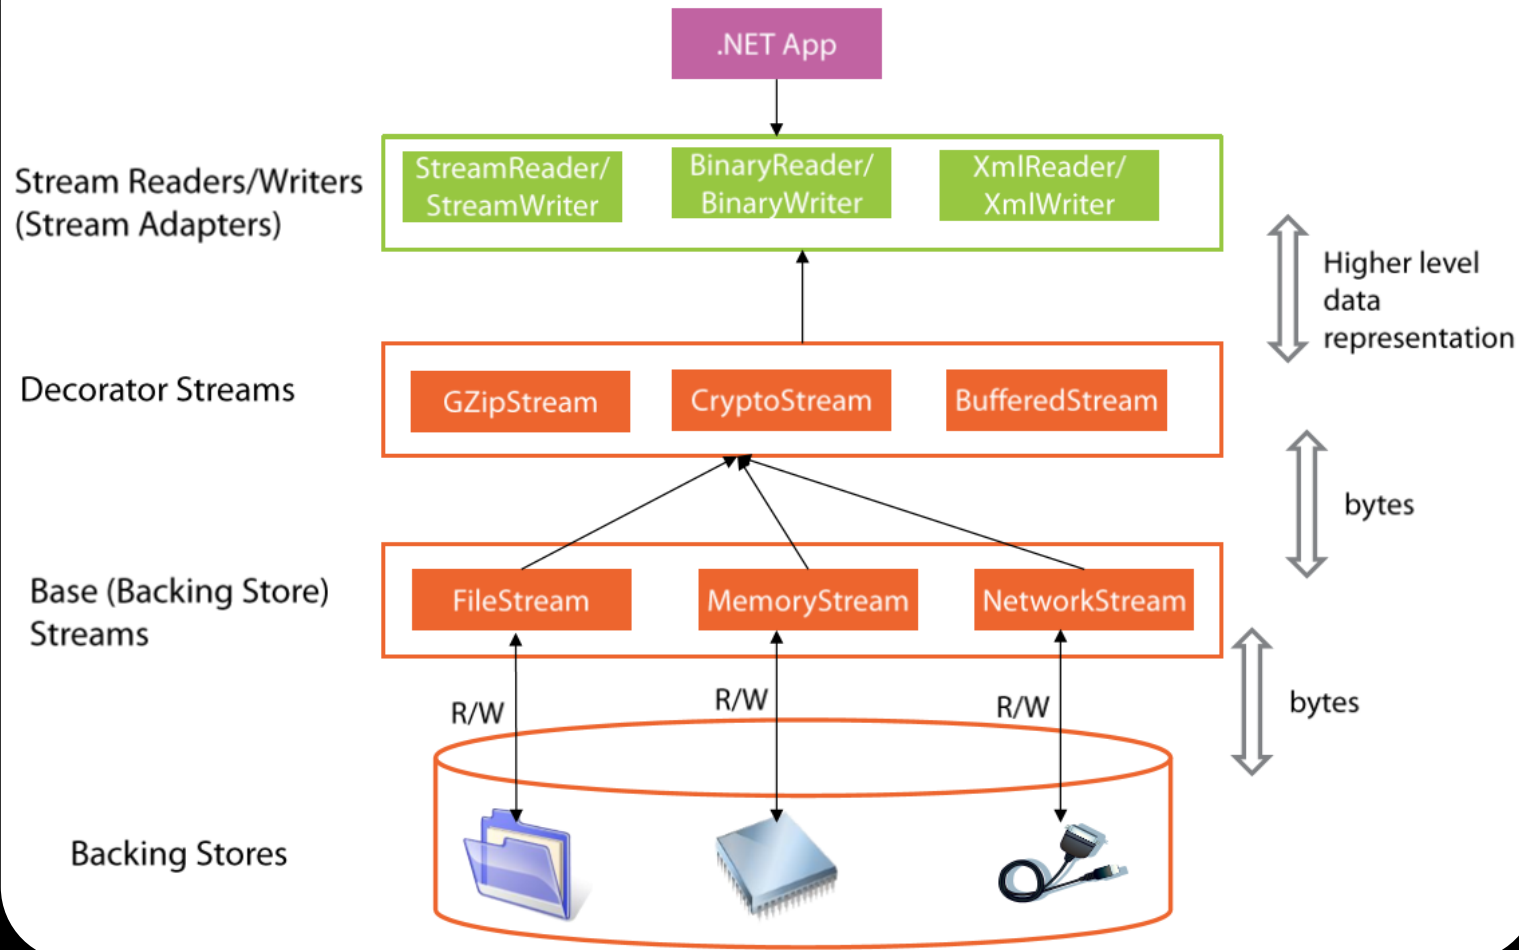 .NET App
Stream Readers/Writers
(Stream Adapters)
StreamReader/
StreamWriter
BinaryReader/
BinaryWriter
XmlReader/
XmlWriter
Higher level
data
representation
Decorator Streams
GZipStream
CryptoStream
BufferedStream
bytes
Base (Backing Store)
Streams
FileStream
MemoryStream
NetworkStream
R/W
R/W
R/W
bytes
Backing Stores